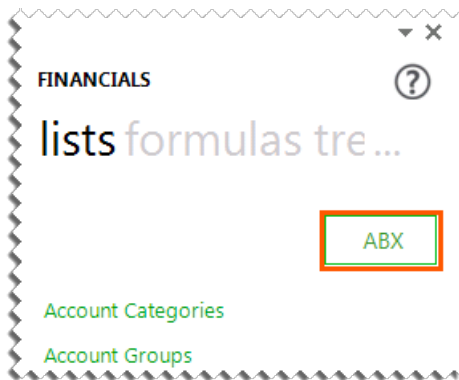 FINANCIALS
lists formulas tre...
ABX
Account Categories
Account Groups